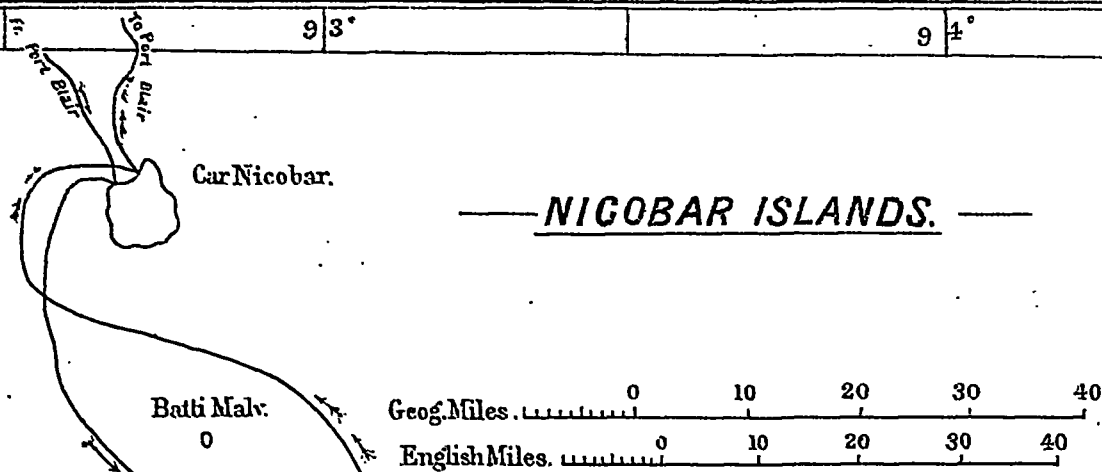 93° 94°
fr. Port Blair
To Port Blair
Car Nicobar.
NICOBAR ISLANDS.
Batti Malv.
0 10 20 30 40
Geog. Miles.
0 10 20 30 40
English Miles.